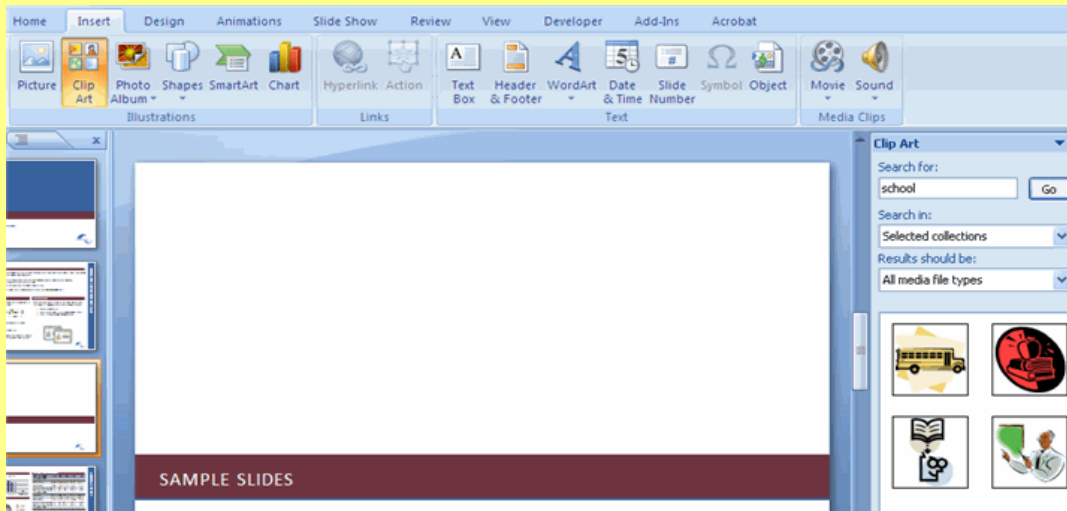 Home Insert Design Animations Slide Show Review View Developer Add-Ins Acrobat
Picture Clip Art Photo Album Shapes SmartArt Chart Hyperlink Action Text Box Header & Footer WordArt Date & Time Slide Number Symbol Object Movie Sound
Illustrations Links Text Media Clips
Clip Art
Search for:
school Go
Search in:
Selected collections
Results should be:
All media file types
SAMPLE SLIDES